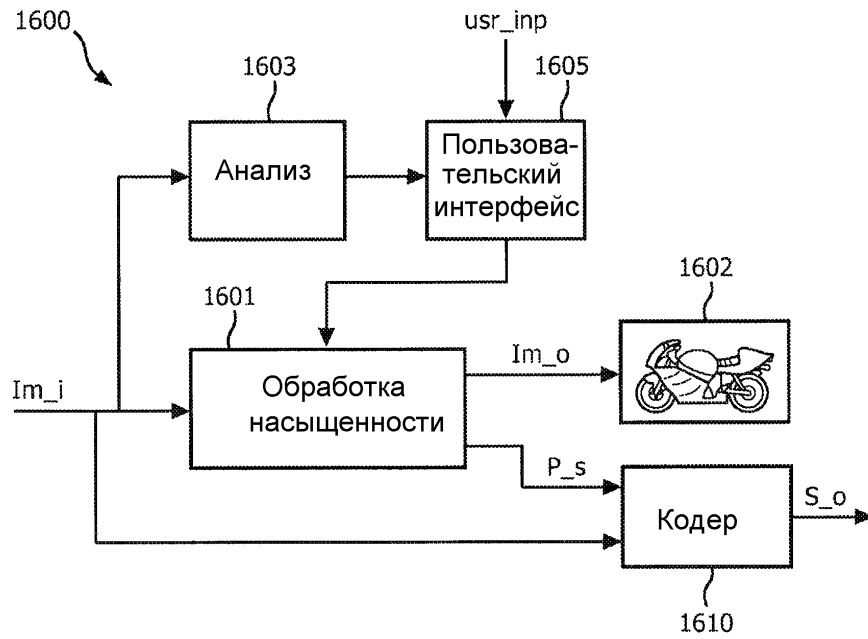 1600
usr_inp
1603
1605
Анализ
Пользова-
тельский
интерфейс
1601
1602
Im_i
Обработка
насыщенности
Im_o
P_s
Кодер
S_o
1610